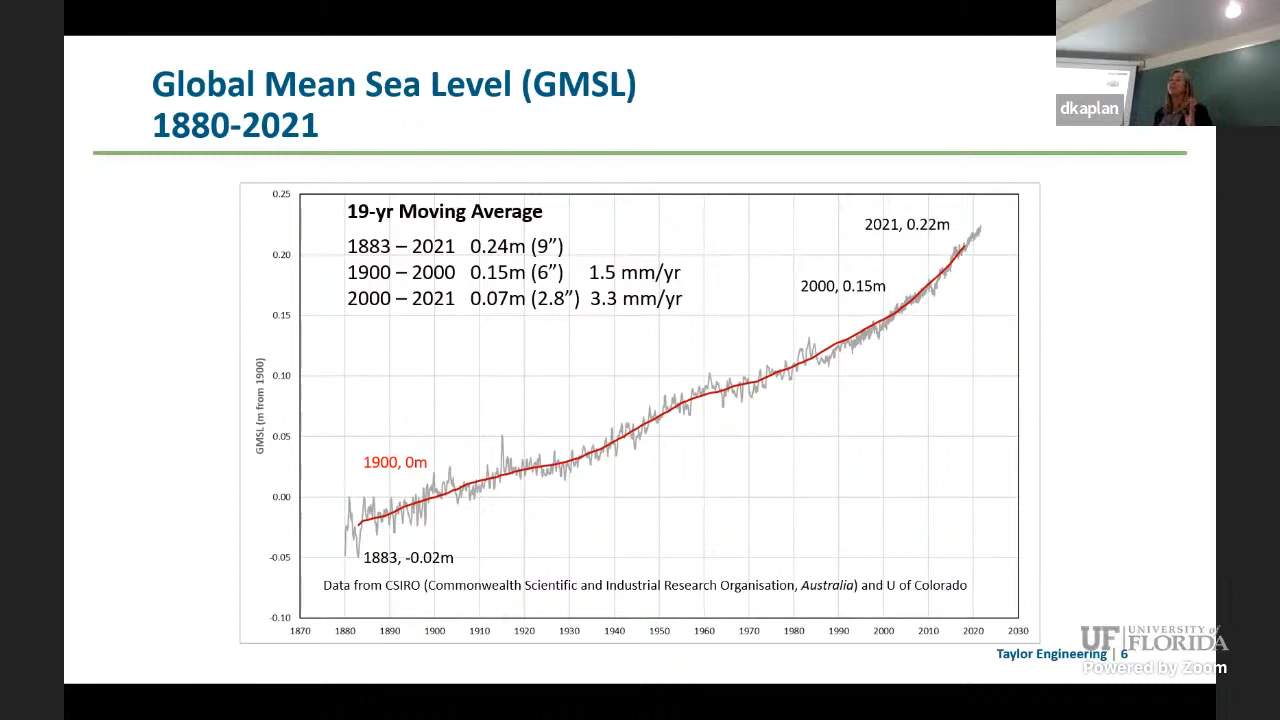 Global Mean Sea Level (GMSL)
1880-2021
dkaplan
0.25
0.20
0.15
0.10
0.05
0.00
-0.05
-0.10
GMSL (m from 1900)
19-yr Moving Average
1883 – 2021 0.24m (9”)
1900 – 2000 0.15m (6”) 1.5 mm/yr
2000 – 2021 0.07m (2.8”) 3.3 mm/yr
2021, 0.22m
2000, 0.15m
1900, 0m
1883, -0.02m
Data from CSIRO (Commonwealth Scientific and Industrial Research Organisation, Australia) and U of Colorado
1870 1880 1890 1900 1910 1920 1930 1940 1950 1960 1970 1980 1990 2000 2010 2020 2030
Taylor Engineering | 6
UF UNIVERSITY of
FLORIDA
Powered by Zoom